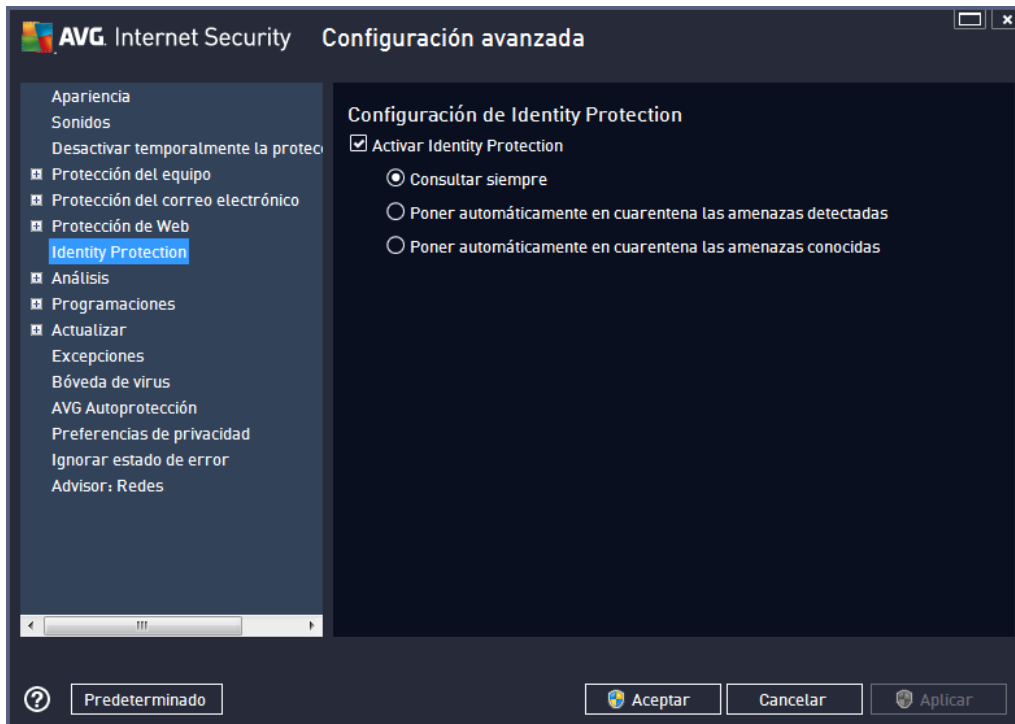 AVG. Internet Security Configuración avanzada
Apariencia
Sonidos
Desactivar temporalmente la protec
Protección del equipo
Protección del correo electrónico
Protección de Web
Identity Protection
Análisis
Programaciones
Actualizar
Excepciones
Bóveda de virus
AVG Autoprotección
Preferencias de privacidad
Ignorar estado de error
Advisor: Redes
Configuración de Identity Protection
Activar Identity Protection
Consultar siempre
Poner automáticamente en cuarentena las amenazas detectadas
Poner automáticamente en cuarentena las amenazas conocidas
? Predeterminado Aceptar Cancelar Aplicar